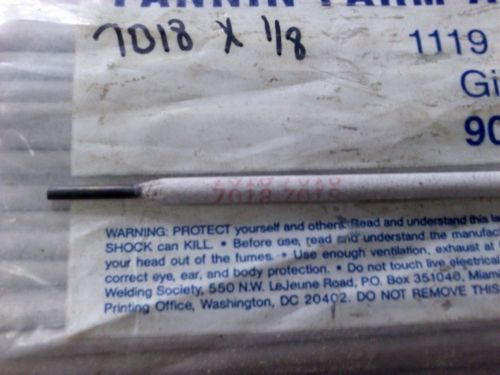 FARM
7018 X 1/8
1119
Gi
90
7018 7018
WARNING: PROTECT yourself and others. Read and understand this
SHOCK can KILL. • Before use, read and understand the manufac
your head out of the fumes. • Use enough ventilation, exhaust at
correct eye, ear, and body protection. • Do not touch live electrical
Welding Society, 550 N.W. LeJeune Road, P.O. Box 351040, Miami
Printing Office, Washington, DC 20402. DO NOT REMOVE THIS